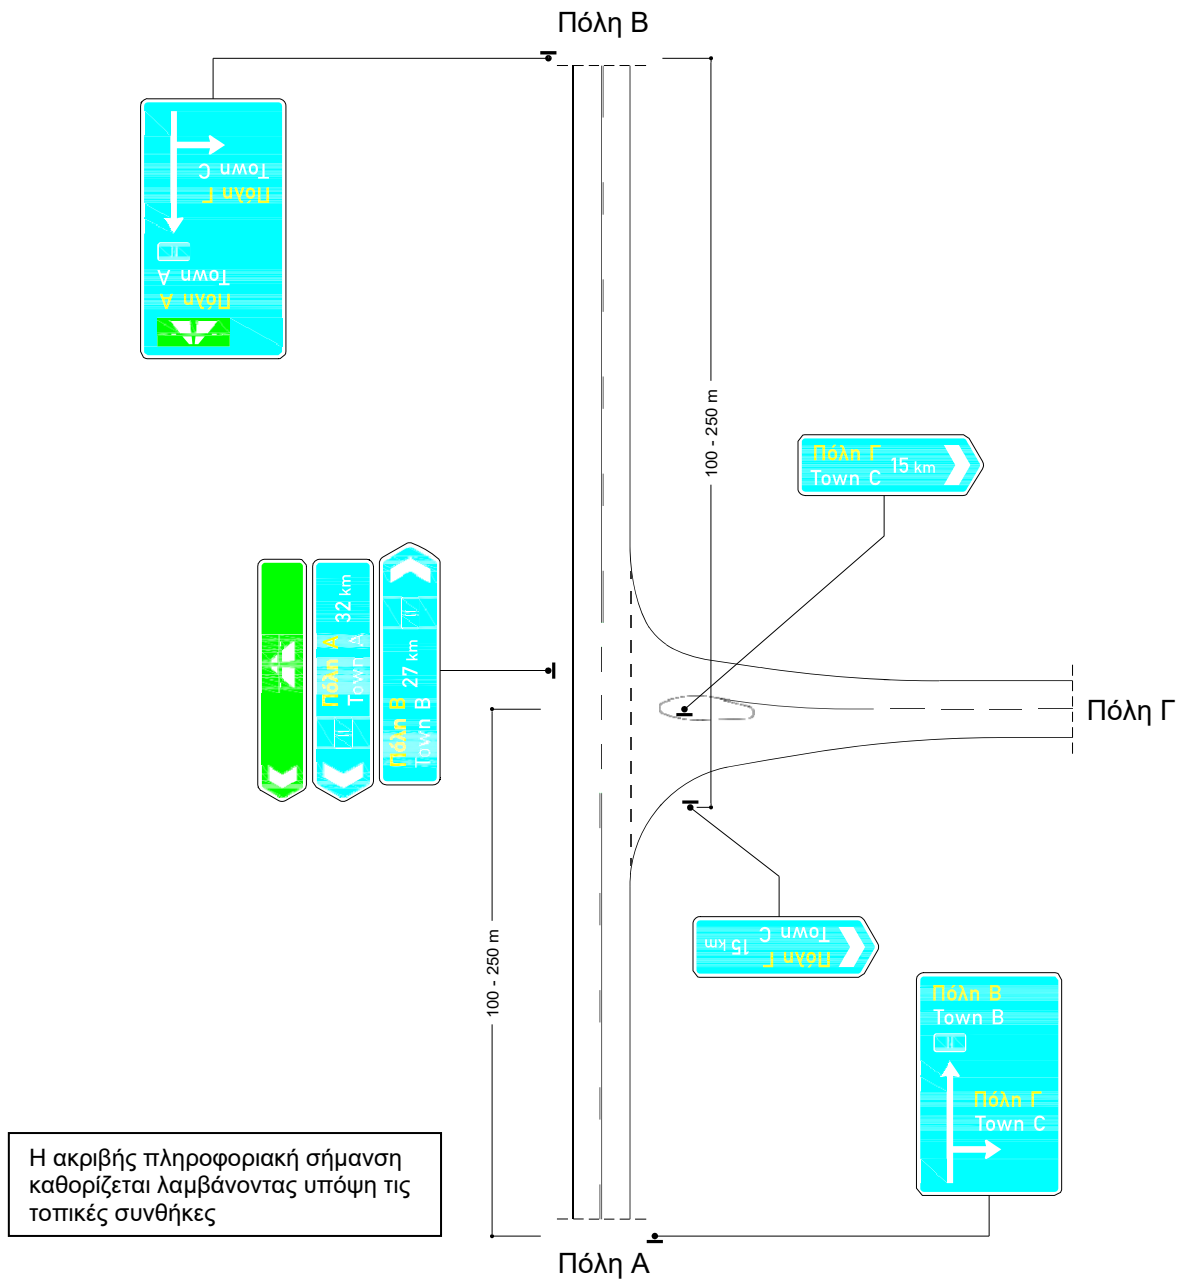 Πόλη Β
Town C
Πόλη Γ
Town A
Πόλη Α
100 - 250 m
Πόλη Γ
Town C
15 km
Πόλη Α
Town A
32 km
Πόλη Β
Town B
27 km
Πόλη Γ
100 - 250 m
15 km
Town C
Πόλη Γ
Πόλη Β
Town B
Πόλη Γ
Town C
Η ακριβής πληροφοριακή σήμανση
καθορίζεται λαμβάνοντας υπόψη τις
τοπικές συνθήκες
Πόλη Α